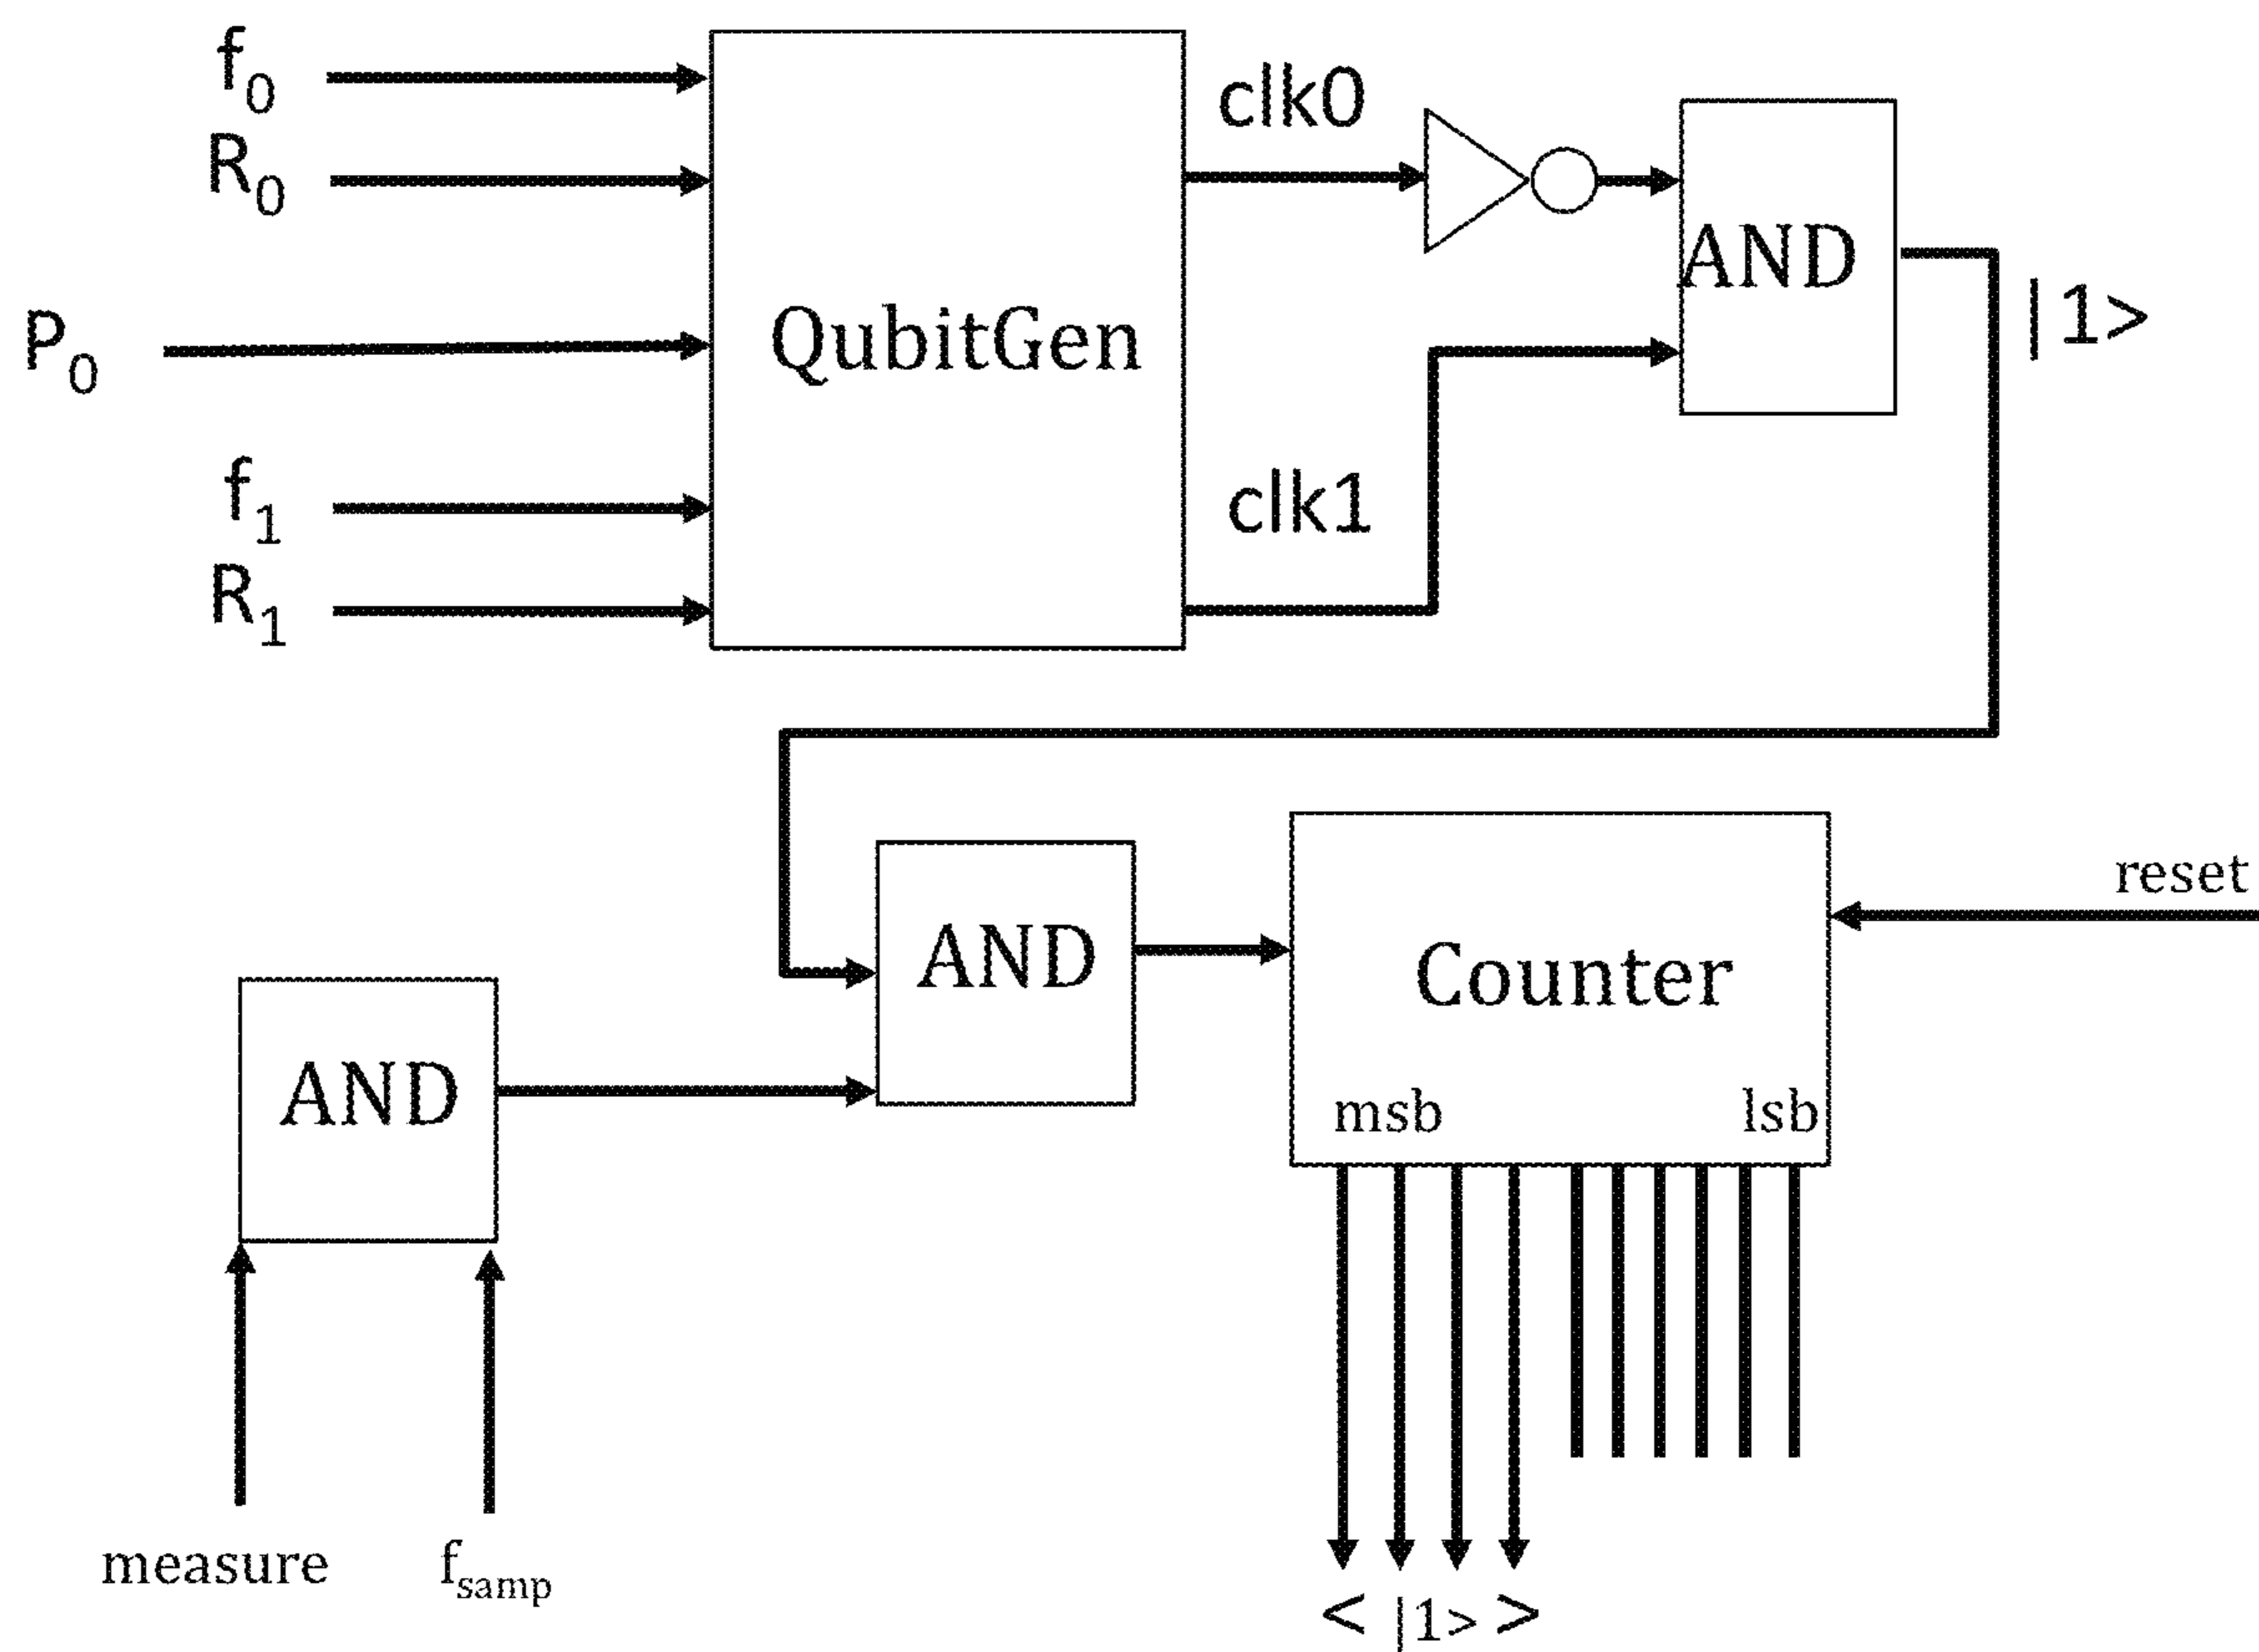 f₀
R₀
P₀
f₁
R₁
QubitGen
clk0
clk1
AND
|1>
AND
AND
Counter
msb
lsb
reset
measure
fsamp
< |1> >